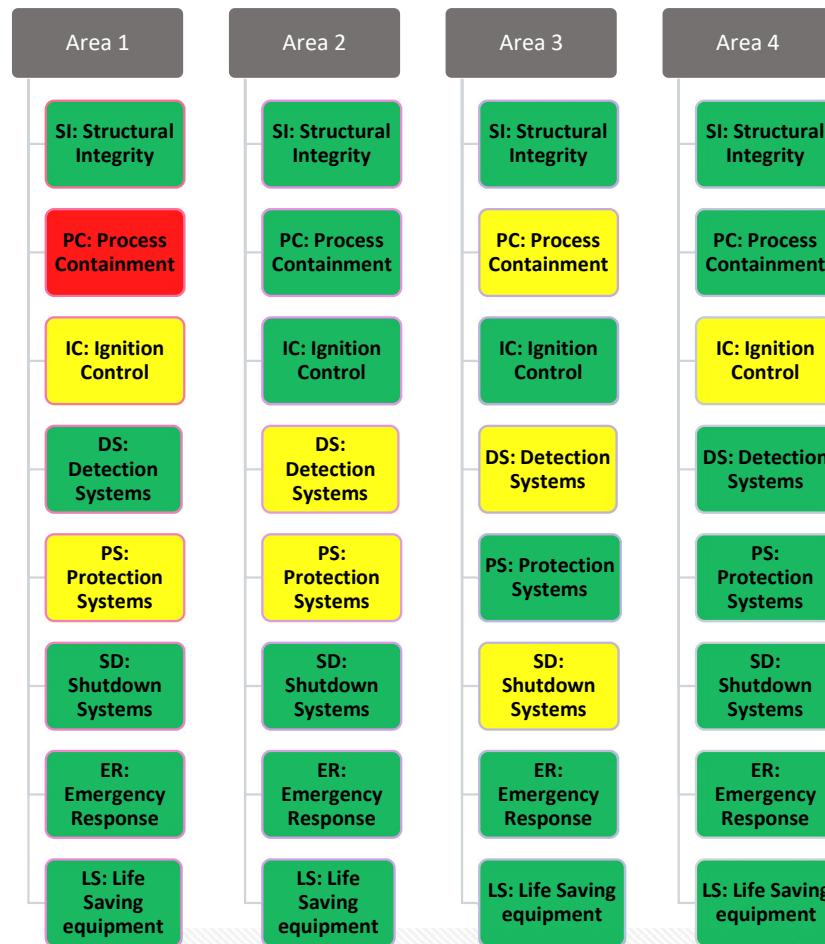 Area 1
SI: Structural
Integrity
PC: Process
Containment
IC: Ignition
Control
DS:
Detection
Systems
PS:
Protection
Systems
SD:
Shutdown
Systems
ER:
Emergency
Response
LS: Life
Saving
equipment
Area 2
SI: Structural
Integrity
PC: Process
Containment
IC: Ignition
Control
DS:
Detection
Systems
PS:
Protection
Systems
SD:
Shutdown
Systems
ER:
Emergency
Response
LS: Life
Saving
equipment
Area 3
SI: Structural
Integrity
PC: Process
Containment
IC: Ignition
Control
DS: Detection
Systems
PS: Protection
Systems
SD:
Shutdown
Systems
ER:
Emergency
Response
LS: Life Saving
equipment
Area 4
SI: Structural
Integrity
PC: Process
Containment
IC: Ignition
Control
DS: Detection
Systems
PS:
Protection
Systems
SD:
Shutdown
Systems
ER:
Emergency
Response
LS: Life Saving
equipment